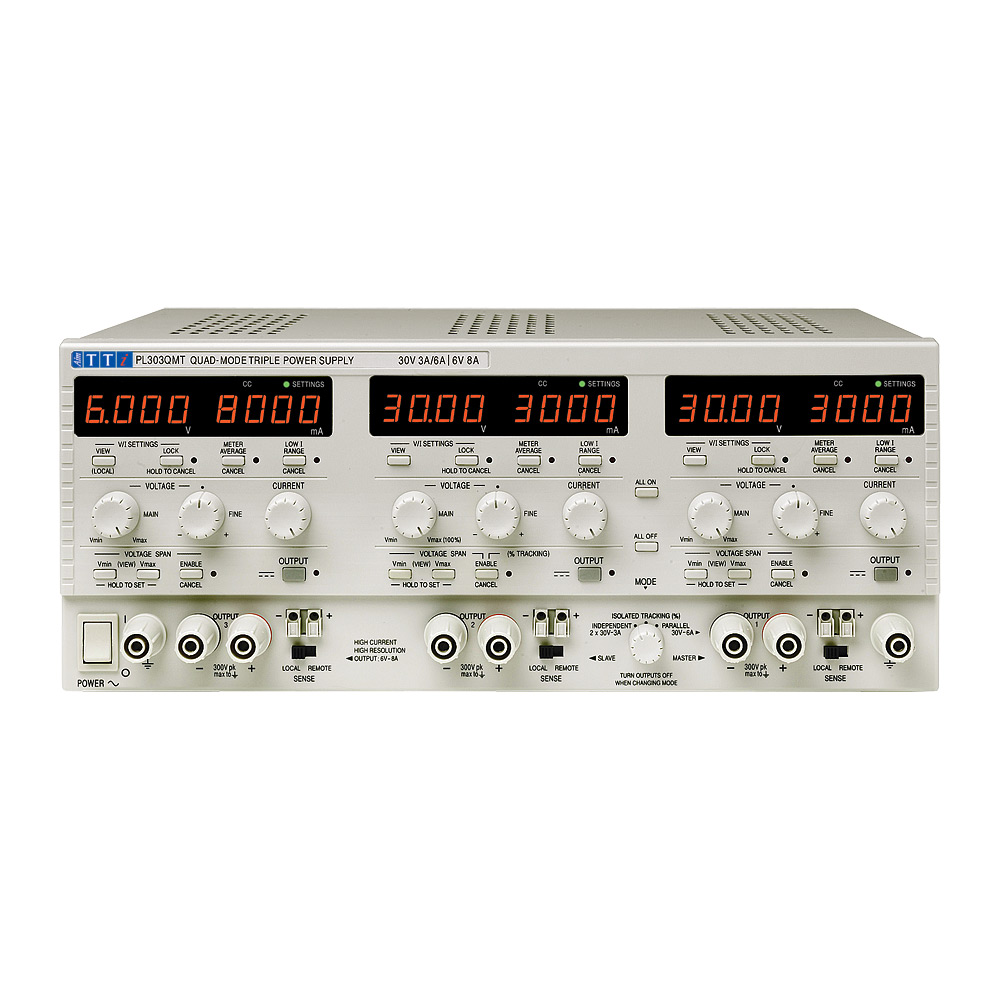 Aim TTi PL303QMT QUAD-MODE TRIPLE POWER SUPPLY 30V 3A/6A | 6V 8A
CC SETTINGS CC SETTINGS CC SETTINGS
6.000 V 8000 mA 30.00 V 3000 mA 30.00 V 3000 mA
V/I SETTINGS METER AVERAGE LOW I RANGE
VIEW LOCK
(LOCAL) HOLD TO CANCEL CANCEL CANCEL
V/I SETTINGS METER AVERAGE LOW I RANGE
VIEW LOCK
HOLD TO CANCEL CANCEL CANCEL
V/I SETTINGS METER AVERAGE LOW I RANGE
VIEW LOCK
HOLD TO CANCEL CANCEL CANCEL
VOLTAGE CURRENT
MAIN FINE
Vmin Vmax - +
VOLTAGE CURRENT
MAIN FINE
Vmin Vmax (100%) - +
ALL ON
ALL OFF
MODE
VOLTAGE CURRENT
MAIN FINE
Vmin Vmax - +
VOLTAGE SPAN OUTPUT
Vmin (VIEW) Vmax ENABLE
HOLD TO SET CANCEL
VOLTAGE SPAN (% TRACKING) OUTPUT
Vmin (VIEW) Vmax ENABLE
HOLD TO SET CANCEL
VOLTAGE SPAN OUTPUT
Vmin (VIEW) Vmax ENABLE
HOLD TO SET CANCEL
POWER
I
O
OUTPUT
3
- +
300V pk
max to
- +
LOCAL REMOTE
SENSE
HIGH CURRENT
HIGH RESOLUTION
◄ OUTPUT : 6V - 8A
OUTPUT
2
- +
300V pk
max to
- +
LOCAL REMOTE
SENSE
ISOLATED TRACKING (%)
INDEPENDENT PARALLEL
2 x 30V-3A 30V-6A ►
◄ SLAVE MASTER ►
TURN OUTPUTS OFF
WHEN CHANGING MODE
OUTPUT
1
- +
300V pk
max to
- +
LOCAL REMOTE
SENSE